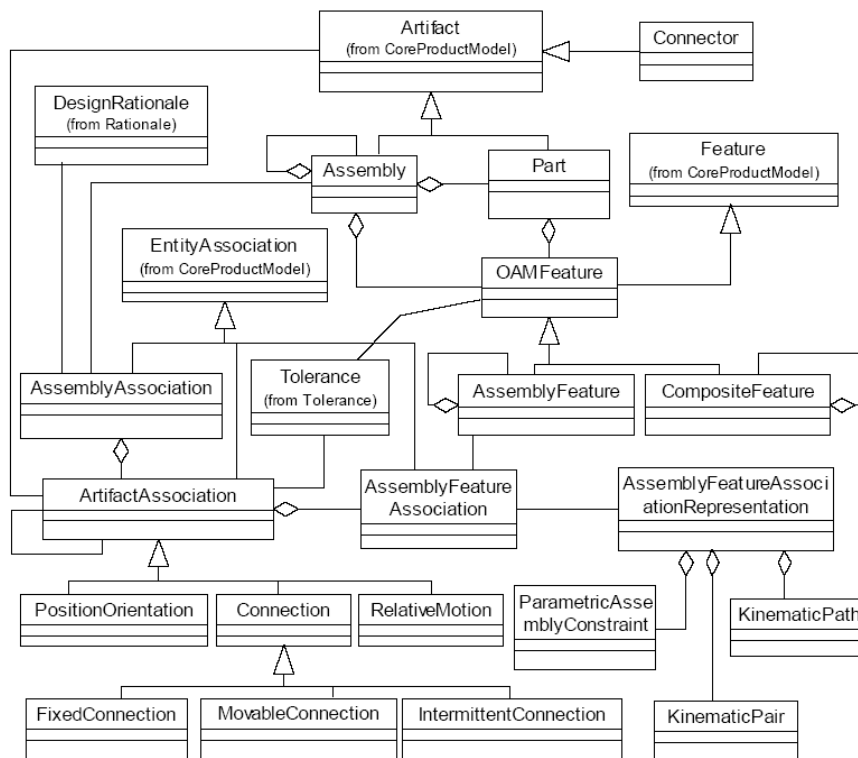 Artifact
(from CoreProductModel)
Connector
DesignRationale
(from Rationale)
Assembly
Part
Feature
(from CoreProductModel)
EntityAssociation
(from CoreProductModel)
OAMFeature
AssemblyAssociation
Tolerance
(from Tolerance)
AssemblyFeature
CompositeFeature
ArtifactAssociation
AssemblyFeature
Association
AssemblyFeatureAssoci
ationRepresentation
PositionOrientation
Connection
RelativeMotion
ParametricAsse
mblyConstraint
KinematicPath
FixedConnection
MovableConnection
IntermittentConnection
KinematicPair